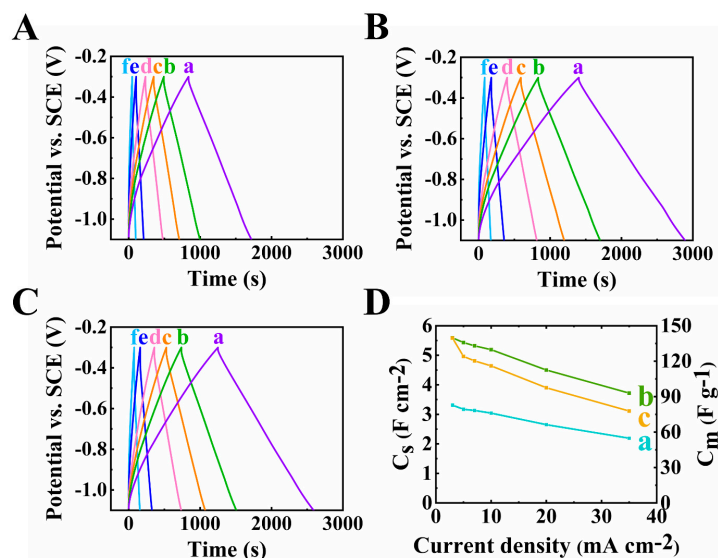 A
Potential vs. SCE (V)
-0.2
-0.4
-0.6
-0.8
-1.0
f e d c b a
0 1000 2000 3000
Time (s)
B
Potential vs. SCE (V)
-0.2
-0.4
-0.6
-0.8
-1.0
f e d c b a
0 1000 2000 3000
Time (s)
C
Potential vs. SCE (V)
-0.2
-0.4
-0.6
-0.8
-1.0
f e d c b a
0 1000 2000 3000
Time (s)
D
Cs (F cm-2)
6
5
4
3
2
1
0
b
c
a
150
120
90
60
30
0
Cm (F g-1)
0 10 20 30 40
Current density (mA cm-2)